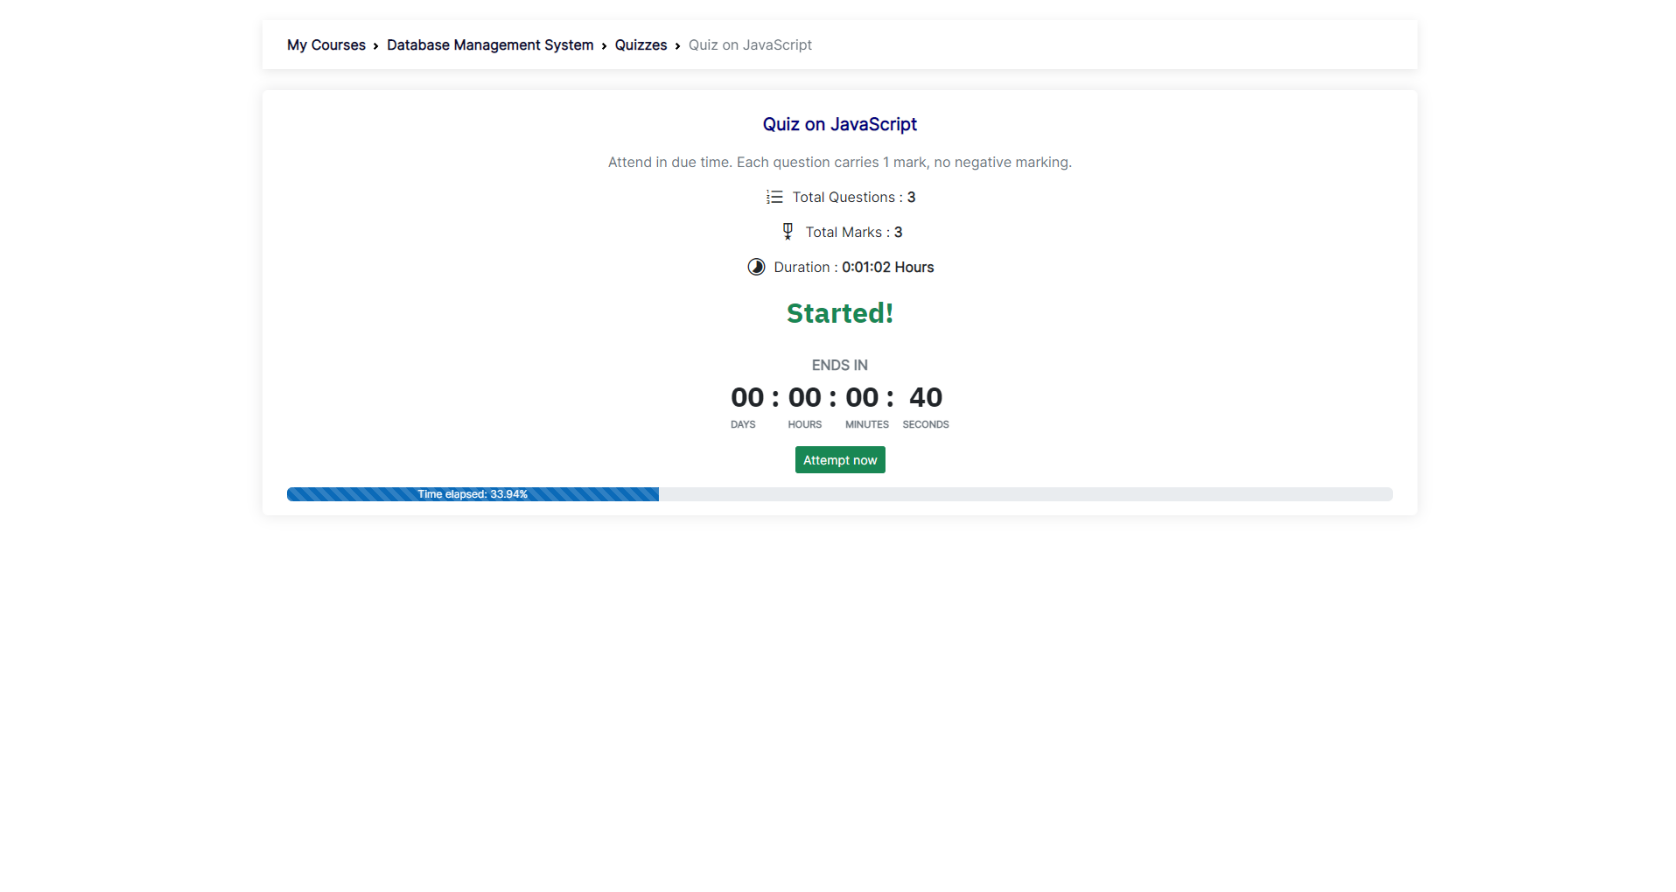 My Courses › Database Management System › Quizzes › Quiz on JavaScript
Quiz on JavaScript
Attend in due time. Each question carries 1 mark, no negative marking.
Total Questions : 3
Total Marks : 3
Duration : 0:01:02 Hours
Started!
ENDS IN
00 : 00 : 00 : 40
DAYS HOURS MINUTES SECONDS
Attempt now
Time elapsed: 33.94%